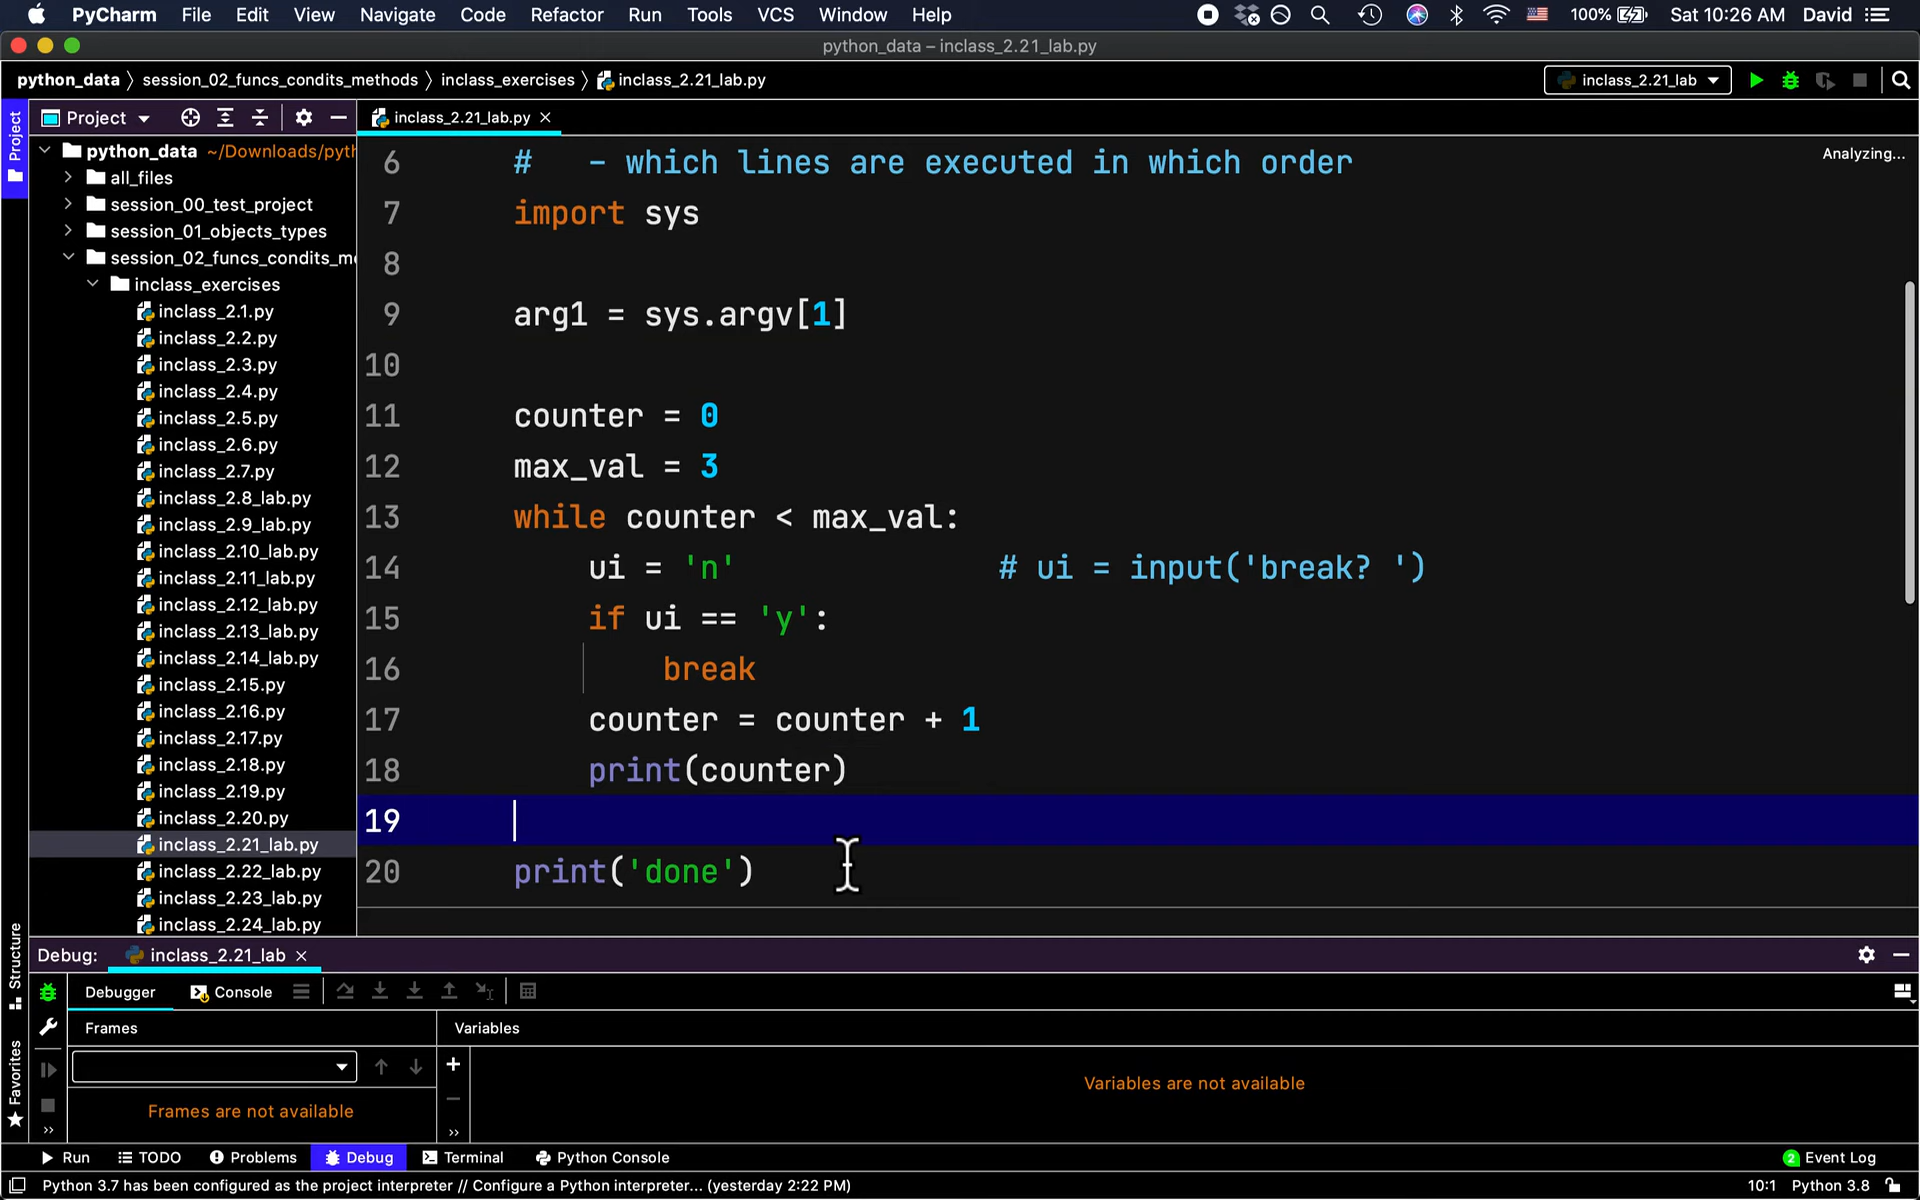 PyCharm File Edit View Navigate Code Refactor Run Tools VCS Window Help 100% Sat 10:26 AM David
python_data – inclass_2.21_lab.py
python_data session_02_funcs_condits_methods inclass_exercises inclass_2.21_lab.py inclass_2.21_lab
Project
Project
inclass_2.21_lab.py
python_data ~/Downloads/pyth
all_files
session_00_test_project
session_01_objects_types
session_02_funcs_condits_m
inclass_exercises
inclass_2.1.py
inclass_2.2.py
inclass_2.3.py
inclass_2.4.py
inclass_2.5.py
inclass_2.6.py
inclass_2.7.py
inclass_2.8_lab.py
inclass_2.9_lab.py
inclass_2.10_lab.py
inclass_2.11_lab.py
inclass_2.12_lab.py
inclass_2.13_lab.py
inclass_2.14_lab.py
inclass_2.15.py
inclass_2.16.py
inclass_2.17.py
inclass_2.18.py
inclass_2.19.py
inclass_2.20.py
inclass_2.21_lab.py
inclass_2.22_lab.py
inclass_2.23_lab.py
inclass_2.24_lab.py
Analyzing...
6 # - which lines are executed in which order
7 import sys
8
9 arg1 = sys.argv[1]
10
11 counter = 0
12 max_val = 3
13 while counter < max_val:
14 ui = 'n' # ui = input('break? ')
15 if ui == 'y':
16 break
17 counter = counter + 1
18 print(counter)
19
20 print('done')
Structure
Favorites
Debug: inclass_2.21_lab
Debugger Console
Frames Variables
Frames are not available
Variables are not available
Run TODO Problems Debug Terminal Python Console 2 Event Log
Python 3.7 has been configured as the project interpreter // Configure a Python interpreter... (yesterday 2:22 PM) 10:1 Python 3.8